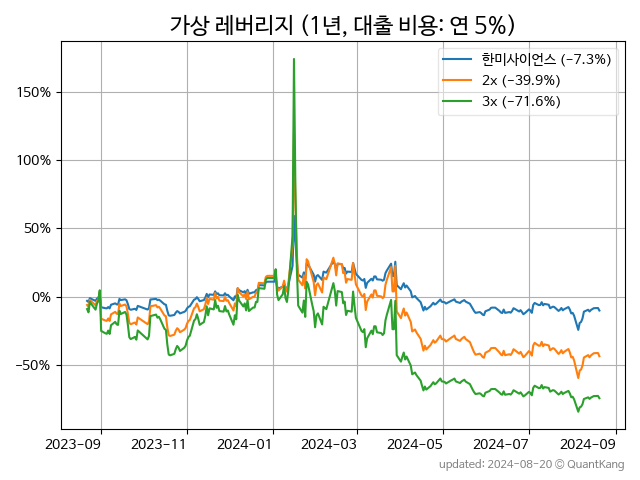 가상 레버리지 (1년, 대출 비용: 연 5%)
한미사이언스 (−7.3%)
2x (−39.9%)
3x (−71.6%)
150%
100%
50%
0%
−50%
2023-09 2023-11 2024-01 2024-03 2024-05 2024-07 2024-09
updated: 2024-08-20 © QuantKang